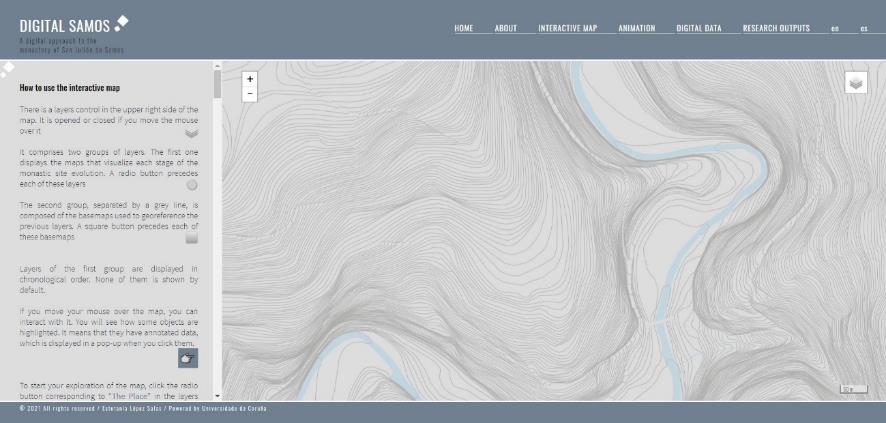 DIGITAL SAMOS
A digital approach to the
monastery of San Julián de Samos
HOME ABOUT INTERACTIVE MAP ANIMATION DIGITAL DATA RESEARCH OUTPUTS en es
How to use the interactive map
There is a layers control in the upper right side of the
map. It is opened or closed if you move the mouse
over it
It comprises two groups of layers. The first one
displays the maps that visualize each stage of the
monastic site evolution. A radio button precedes
each of these layers
The second group, separated by a grey line, is
composed of the basemaps used to georeference the
previous layers. A square button precedes each of
these basemaps
Layers of the first group are displayed in
chronological order. None of them is shown by
default.
If you move your mouse over the map, you can
interact with it. You will see how some objects are
highlighted. It means that they have annotated data,
which is displayed in a pop-up when you click them.
To start your exploration of the map, click the radio
button corresponding to "The Place" in the layers
+
-
© 2021 All rights reserved / Estefanía López Salas / Powered by Universidade da Coruña